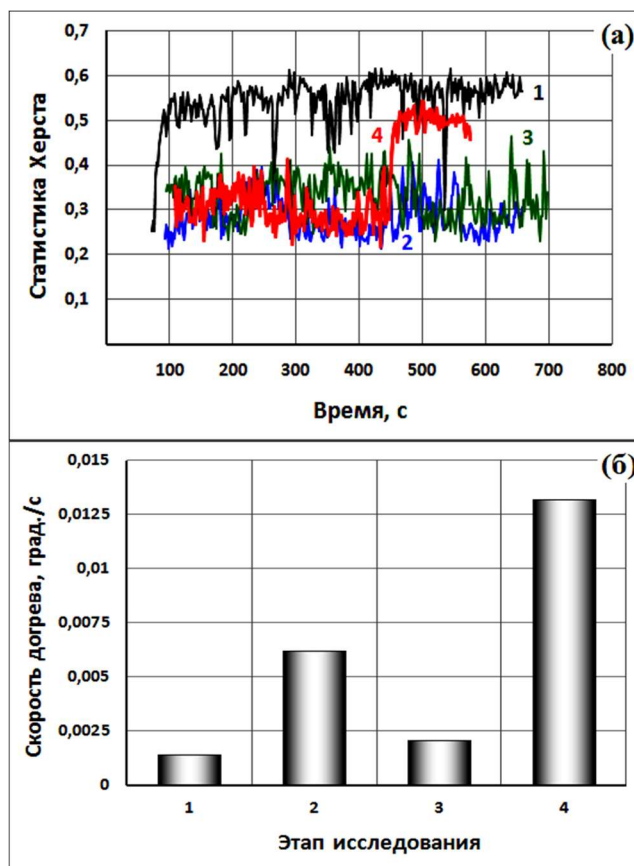 (а)
Статистика Херста
0,7
0,6
0,5
0,4
0,3
0,2
0,1
1
4
3
2
100 200 300 400 500 600 700 800
Время, с
(б)
Скорость догрева, град./с
0,015
0,0125
0,01
0,0075
0,005
0,0025
0
1 2 3 4
Этап исследования